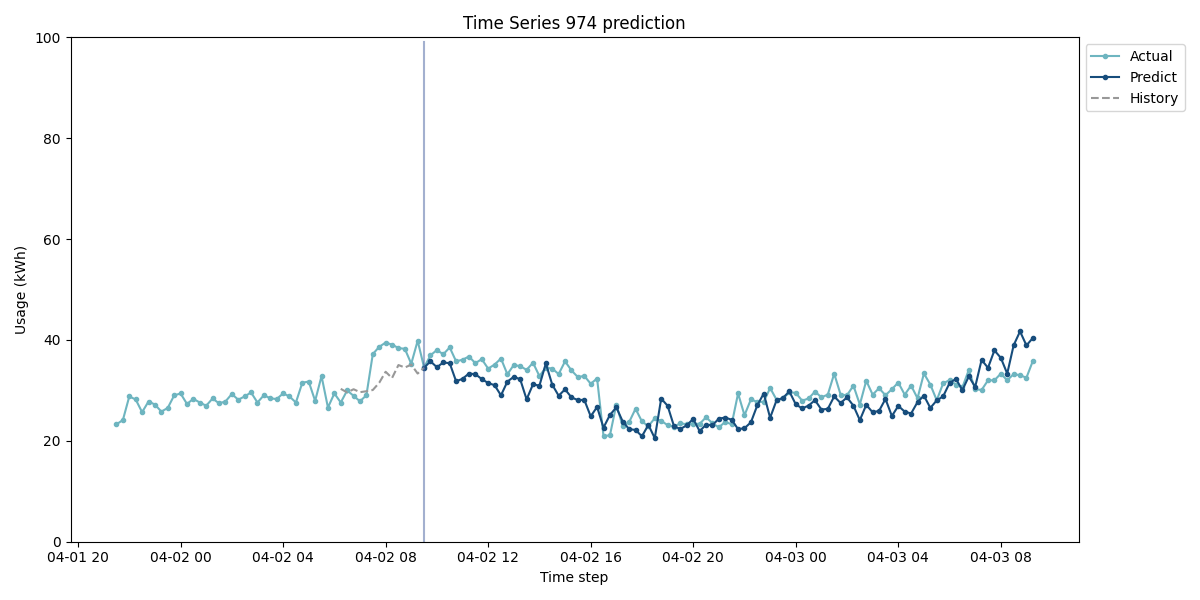 Time Series 974 prediction
100
80
60
40
20
0
Usage (kWh)
04-01 20
04-02 00
04-02 04
04-02 08
04-02 12
04-02 16
04-02 20
04-03 00
04-03 04
04-03 08
Time step
Actual
Predict
History